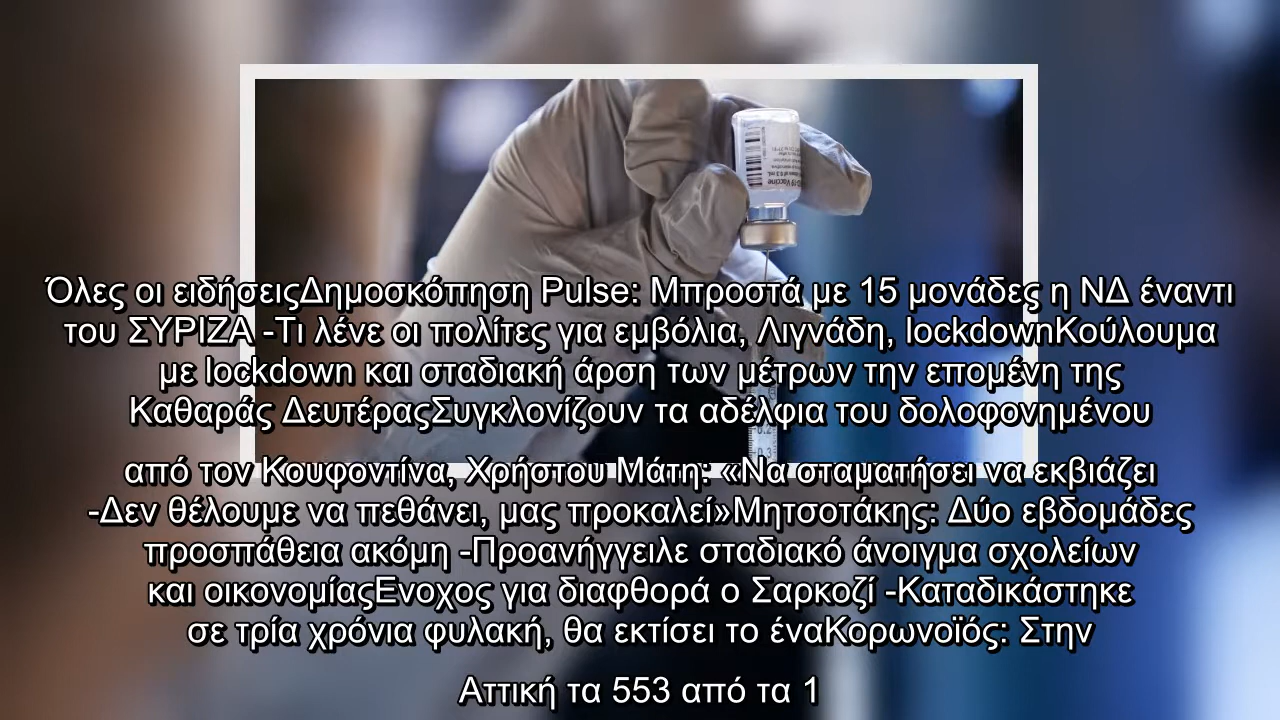 Όλες οι ειδήσειςΔημοσκόπηση Pulse: Μπροστά με 15 μονάδες η ΝΔ έναντι
του ΣΥΡΙΖΑ -Τι λένε οι πολίτες για εμβόλια, Λιγνάδη, lockdownΚούλουμα
με lockdown και σταδιακή άρση των μέτρων την επομένη της
Καθαράς ΔευτέραςΣυγκλονίζουν τα αδέλφια του δολοφονημένου
από τον Κουφοντίνα, Χρήστου Μάτη: «Να σταματήσει να εκβιάζει
-Δεν θέλουμε να πεθάνει, μας προκαλεί»Μητσοτάκης: Δύο εβδομάδες
προσπάθεια ακόμη -Προανήγγειλε σταδιακό άνοιγμα σχολείων
και οικονομίαςΕνοχος για διαφθορά ο Σαρκοζί -Καταδικάστηκε
σε τρία χρόνια φυλακή, θα εκτίσει το έναΚορωνοϊός: Στην
Αττική τα 553 από τα 1